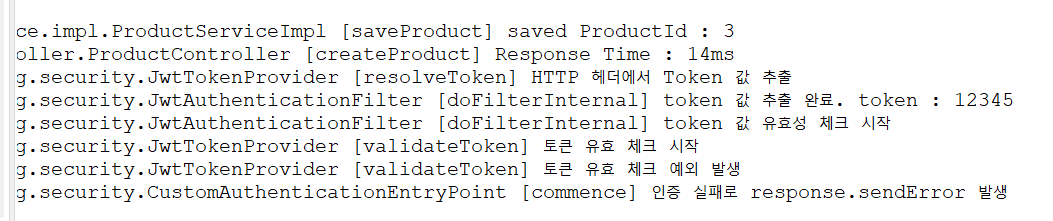 ce.impl.ProductServiceImpl [saveProduct] saved ProductId : 3
oller.ProductController [createProduct] Response Time : 14ms
g.security.JwtTokenProvider [resolveToken] HTTP 헤더에서 Token 값 추출
g.security.JwtAuthenticationFilter [doFilterInternal] token 값 추출 완료. token : 12345
g.security.JwtAuthenticationFilter [doFilterInternal] token 값 유효성 체크 시작
g.security.JwtTokenProvider [validateToken] 토큰 유효 체크 시작
g.security.JwtTokenProvider [validateToken] 토큰 유효 체크 예외 발생
g.security.CustomAuthenticationEntryPoint [commence] 인증 실패로 response.sendError 발생